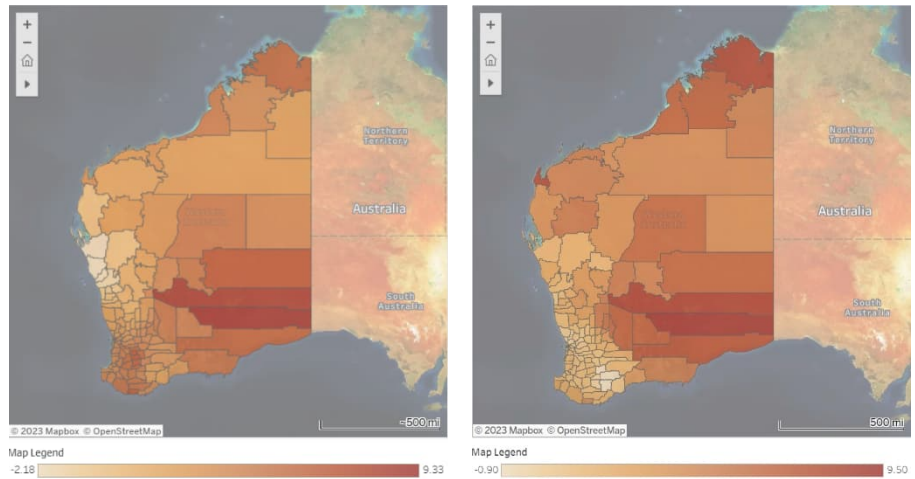 +
−
Northern
Territory
Australia
South
Australia
© 2023 Mapbox © OpenStreetMap
500 mi
Map Legend
-2.18
9.33
+
−
Northern
Territory
Australia
South
Australia
© 2023 Mapbox © OpenStreetMap
500 mi
Map Legend
-0.90
9.50